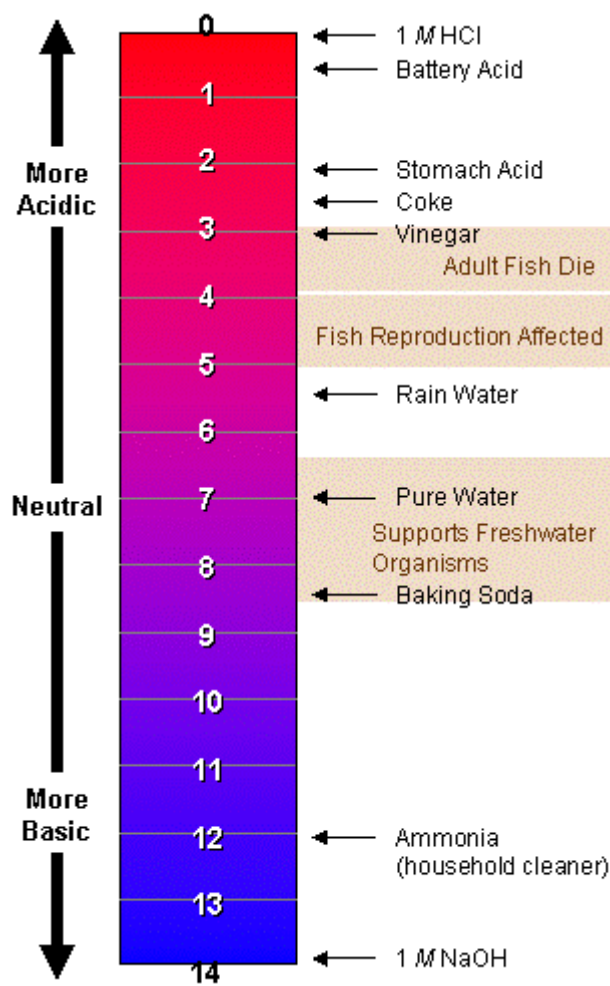 0
1 M HCl
Battery Acid
1
More
Acidic
2
Stomach Acid
Coke
3
Vinegar
Adult Fish Die
4
Fish Reproduction Affected
5
Rain Water
6
Neutral
7
Pure Water
Supports Freshwater
Organisms
8
Baking Soda
9
10
11
More
Basic
12
Ammonia
(household cleaner)
13
14
1 M NaOH